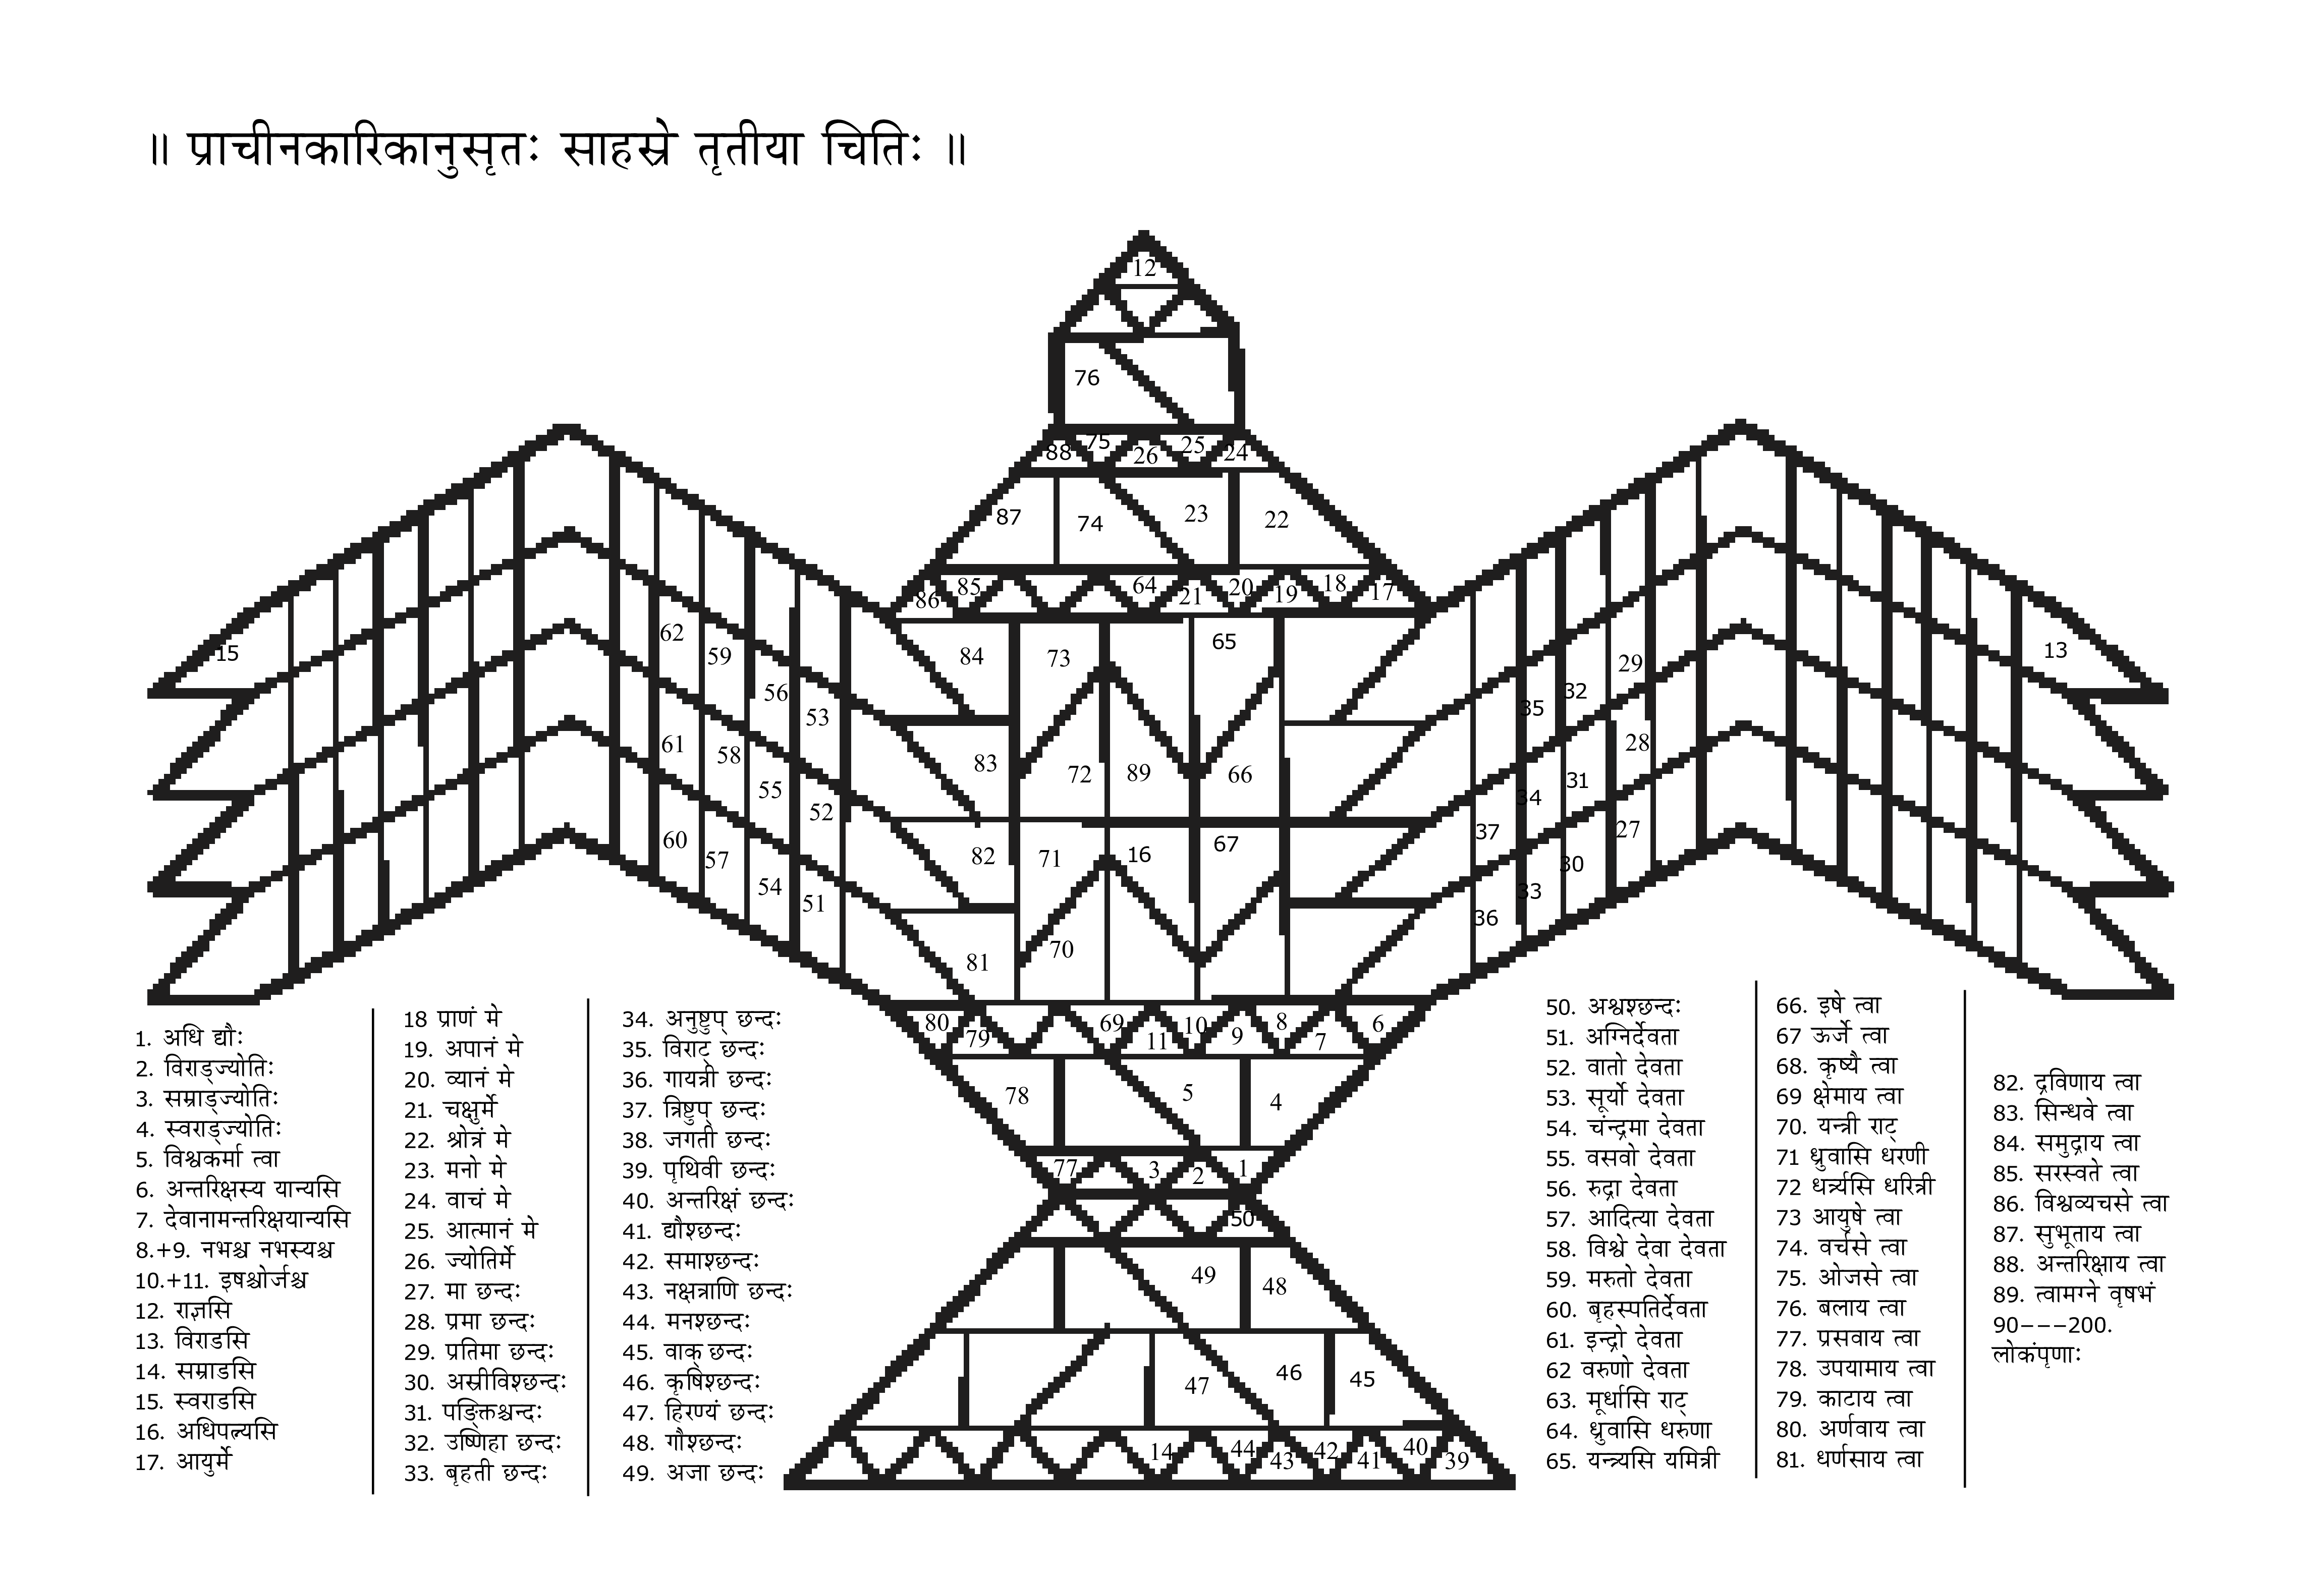 ॥ प्राचीनकारिकानुसृतः साहस्रे तृतीया चितिः ॥
12
76
88 75 26 25 24
87 74 23 22
86 85 64 21 20 19 18 17
15
62 59 56 53
61 58 55 52
60 57 54 51
84 73 65
83 72 89 66
82 71 16 67
81 70
35 32 29
34 31 28
37 33 30 27
36
13
80 79 69 11 10 9 8 7 6
78 5 4
77 3 2 1
50
49 48
47 46 45
14 44 43 42 41 40 39
1. अधि द्यौः
2. विराड्ज्योतिः
3. सम्राड्ज्योतिः
4. स्वराड्ज्योतिः
5. विश्वकर्मा त्वा
6. अन्तरिक्षस्य यान्यसि
7. देवानामन्तरिक्षयान्यसि
8.+9. नभश्च नभस्यश्च
10.+11. इषश्चोर्जश्च
12. राज्ञसि
13. विराडसि
14. सम्राडसि
15. स्वराडसि
16. अधिपत्न्यसि
17. आयुर्मे
18 प्राणं मे
19. अपानं मे
20. व्यानं मे
21. चक्षुर्मे
22. श्रोत्रं मे
23. मनो मे
24. वाचं मे
25. आत्मानं मे
26. ज्योतिर्मे
27. मा छन्दः
28. प्रमा छन्दः
29. प्रतिमा छन्दः
30. अस्रीविश्छन्दः
31. पङ्क्तिश्चन्दः
32. उष्णिहा छन्दः
33. बृहती छन्दः
34. अनुष्टुप् छन्दः
35. विराट् छन्दः
36. गायत्री छन्दः
37. त्रिष्टुप् छन्दः
38. जगती छन्दः
39. पृथिवी छन्दः
40. अन्तरिक्षं छन्दः
41. द्यौश्छन्दः
42. समाश्छन्दः
43. नक्षत्राणि छन्दः
44. मनश्छन्दः
45. वाक् छन्दः
46. कृषिश्छन्दः
47. हिरण्यं छन्दः
48. गौश्छन्दः
49. अजा छन्दः
50. अश्वश्छन्दः
51. अग्निर्देवता
52. वातो देवता
53. सूर्यो देवता
54. चंन्द्रमा देवता
55. वसवो देवता
56. रुद्रा देवता
57. आदित्या देवता
58. विश्वे देवा देवता
59. मरुतो देवता
60. बृहस्पतिर्देवता
61. इन्द्रो देवता
62 वरुणो देवता
63. मूर्धासि राट्
64. ध्रुवासि धरुणा
65. यन्त्र्यसि यमित्री
66. इषे त्वा
67 ऊर्जे त्वा
68. कृष्यै त्वा
69 क्षेमाय त्वा
70. यन्त्री राट्
71 ध्रुवासि धरणी
72 धर्त्र्यसि धरित्री
73 आयुषे त्वा
74. वर्चसे त्वा
75. ओजसे त्वा
76. बलाय त्वा
77. प्रसवाय त्वा
78. उपयामाय त्वा
79. काटाय त्वा
80. अर्णवाय त्वा
81. धर्णसाय त्वा
82. द्रविणाय त्वा
83. सिन्धवे त्वा
84. समुद्राय त्वा
85. सरस्वते त्वा
86. विश्वव्यचसे त्वा
87. सुभूताय त्वा
88. अन्तरिक्षाय त्वा
89. त्वामग्ने वृषभं
90---200.
लोकंपृणाः